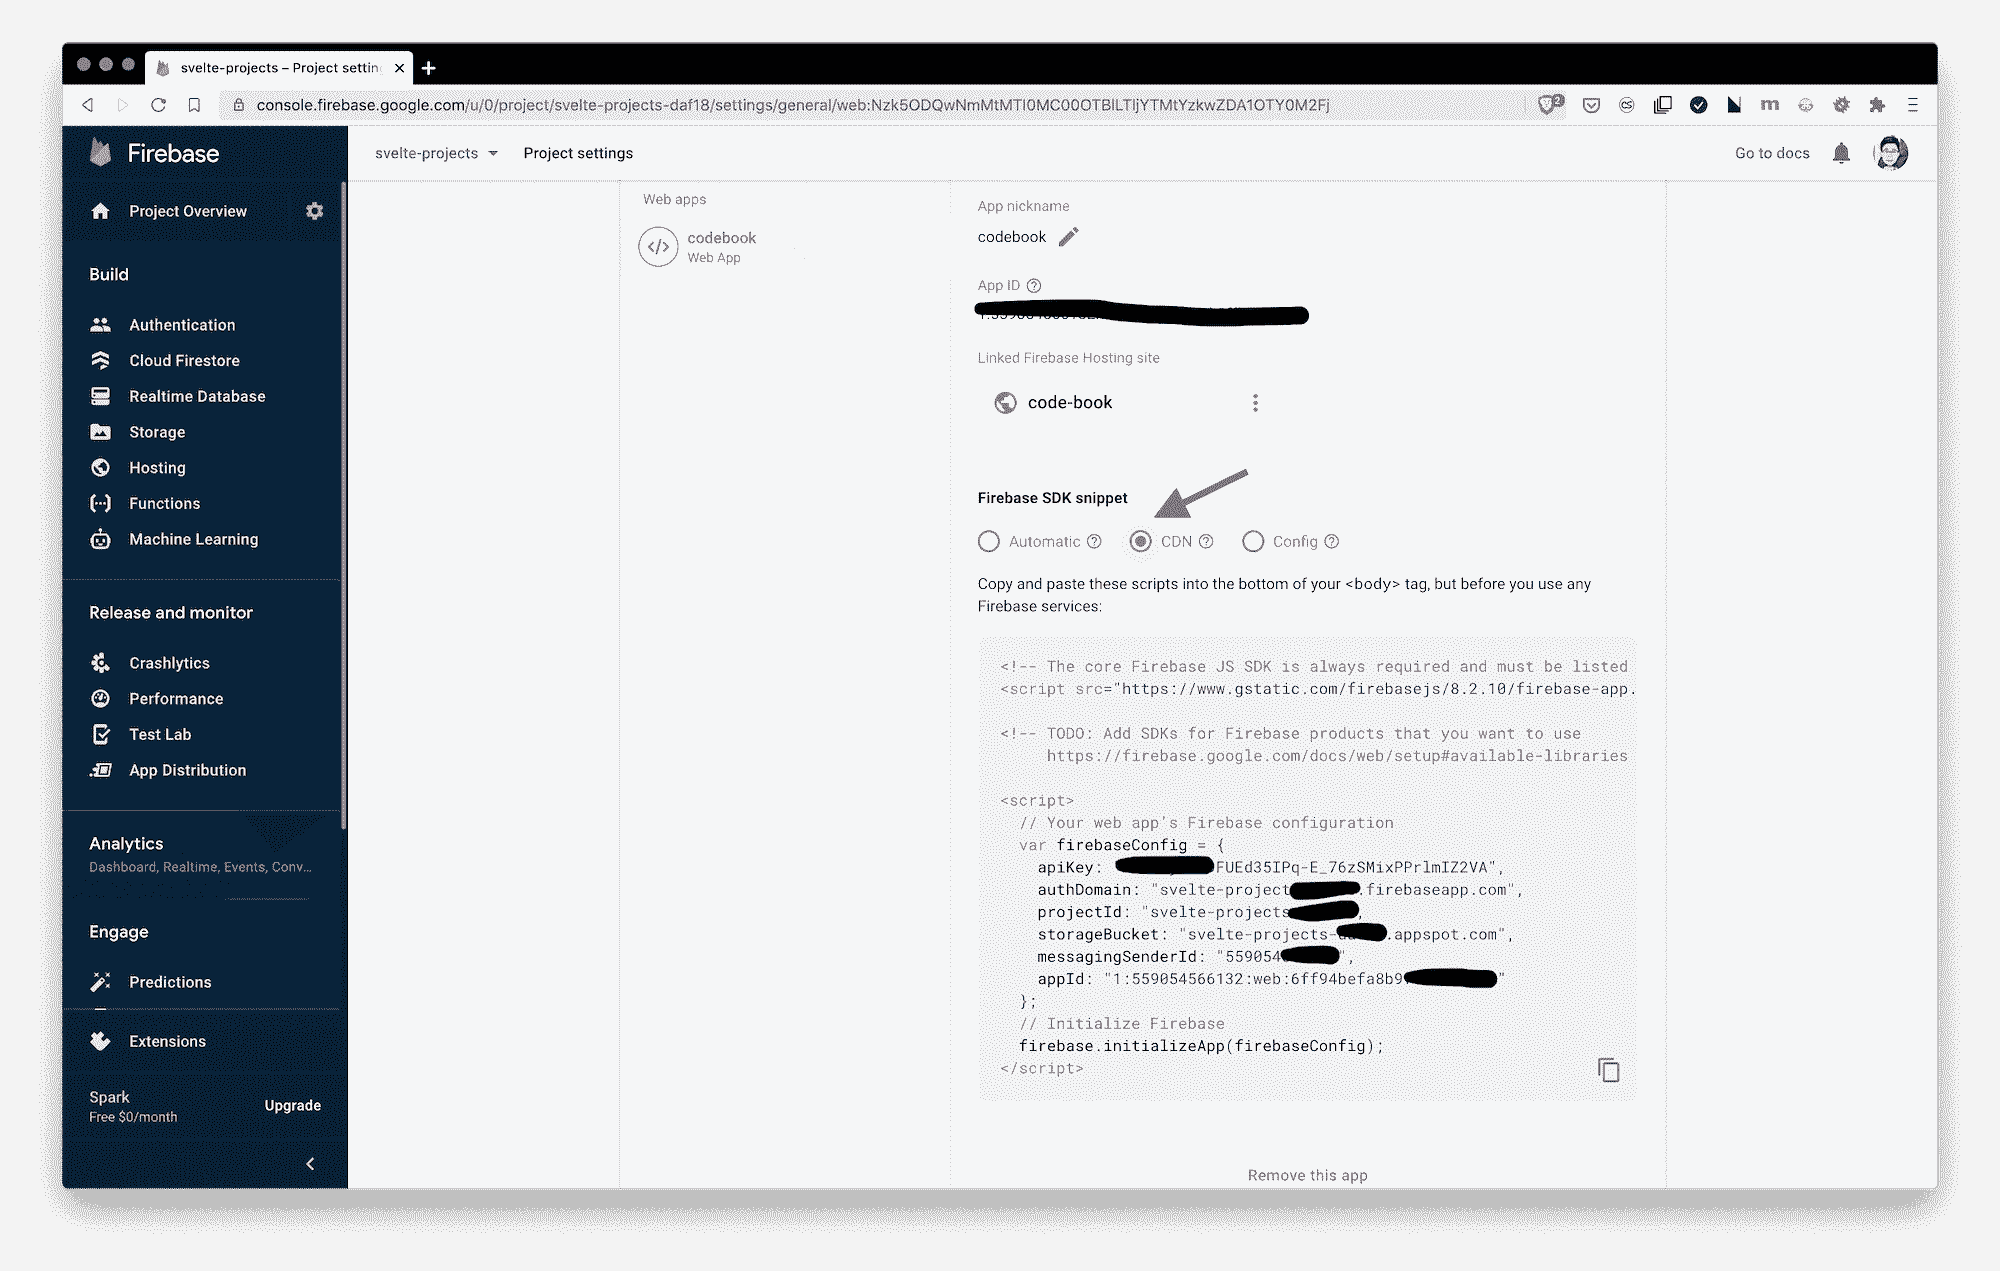 svelte-projects – Project settin
console.firebase.google.com/u/0/project/svelte-projects-daf18/settings/general/web:Nzk5ODQwNmMtMTI0MC00OTBlLTljYTMtYzkwZDA1OTY0M2Fj
2
CS
m
Firebase
svelte-projects
Project settings
Go to docs
Project Overview
Build
Authentication
Cloud Firestore
Realtime Database
Storage
Hosting
Functions
Machine Learning
Release and monitor
Crashlytics
Performance
Test Lab
App Distribution
Analytics
Dashboard, Realtime, Events, Conv...
Engage
Predictions
Extensions
Spark
Free $0/month
Upgrade
Web apps
codebook
Web App
App nickname
codebook
App ID
Linked Firebase Hosting site
code-book
Firebase SDK snippet
Automatic
CDN
Config
Copy and paste these scripts into the bottom of your <body> tag, but before you use any
Firebase services:
<!-- The core Firebase JS SDK is always required and must be listed
<script src="https://www.gstatic.com/firebasejs/8.2.10/firebase-app.
<!-- TODO: Add SDKs for Firebase products that you want to use
https://firebase.google.com/docs/web/setup#available-libraries
<script>
// Your web app's Firebase configuration
var firebaseConfig = {
apiKey: FUEd35IPq-E_76zSMixPPrlmIZ2VA",
authDomain: "svelte-project .firebaseapp.com",
projectId: "svelte-projects ,
storageBucket: "svelte-projects- .appspot.com",
messagingSenderId: "559054 ",
appId: "1:559054566132:web:6ff94befa8b9 "
};
// Initialize Firebase
firebase.initializeApp(firebaseConfig);
</script>
Remove this app